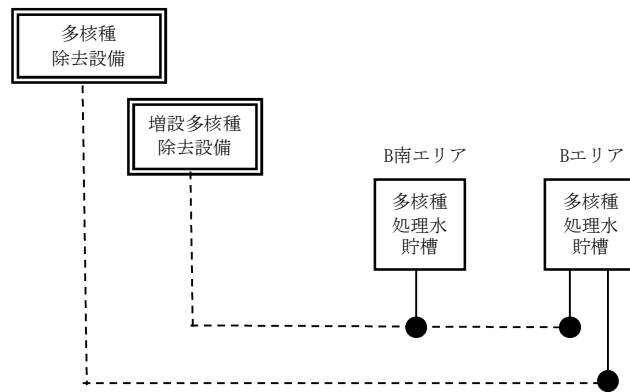 多核種
除去設備
増設多核種
除去設備
B南エリア
Bエリア
多核種
処理水
貯槽
多核種
処理水
貯槽